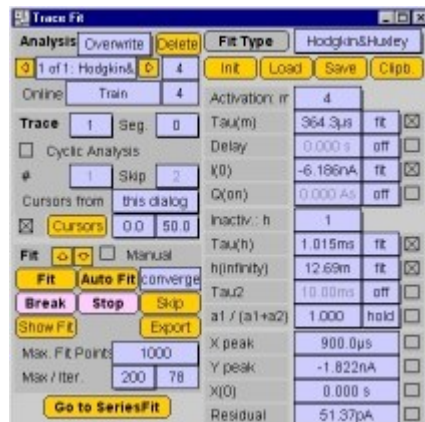 Trace Fit
Analysis Overwrite Delete
1 of 1: Hodgkin& 4
Online Train 4
Trace 1 Seg. 0
Cyclic Analysis
# 1 Skip 2
Cursors from this dialog
Cursors 0.0 50.0
Fit Manual
Fit Auto Fit converge
Break Stop Skip
Show Fit Export
Max. Fit Points 1000
Max / Iter. 200 78
Go to SeriesFit
Fit Type Hodgkin&Huxley
Init Load Save Clipb.
Activation: m 4
Tau(m) 364.3µs fit
Delay 0.000 s off
I(0) -6.186nA fit
Q(on) 0.000 As off
Inactiv.: h 1
Tau(h) 1.015ms fit
h(infinity) 12.69m fit
Tau2 10.00ms off
a1 / (a1+a2) 1.000 hold
X peak 900.0µs
Y peak -1.822nA
X(0) 0.000 s
Residual 51.37pA